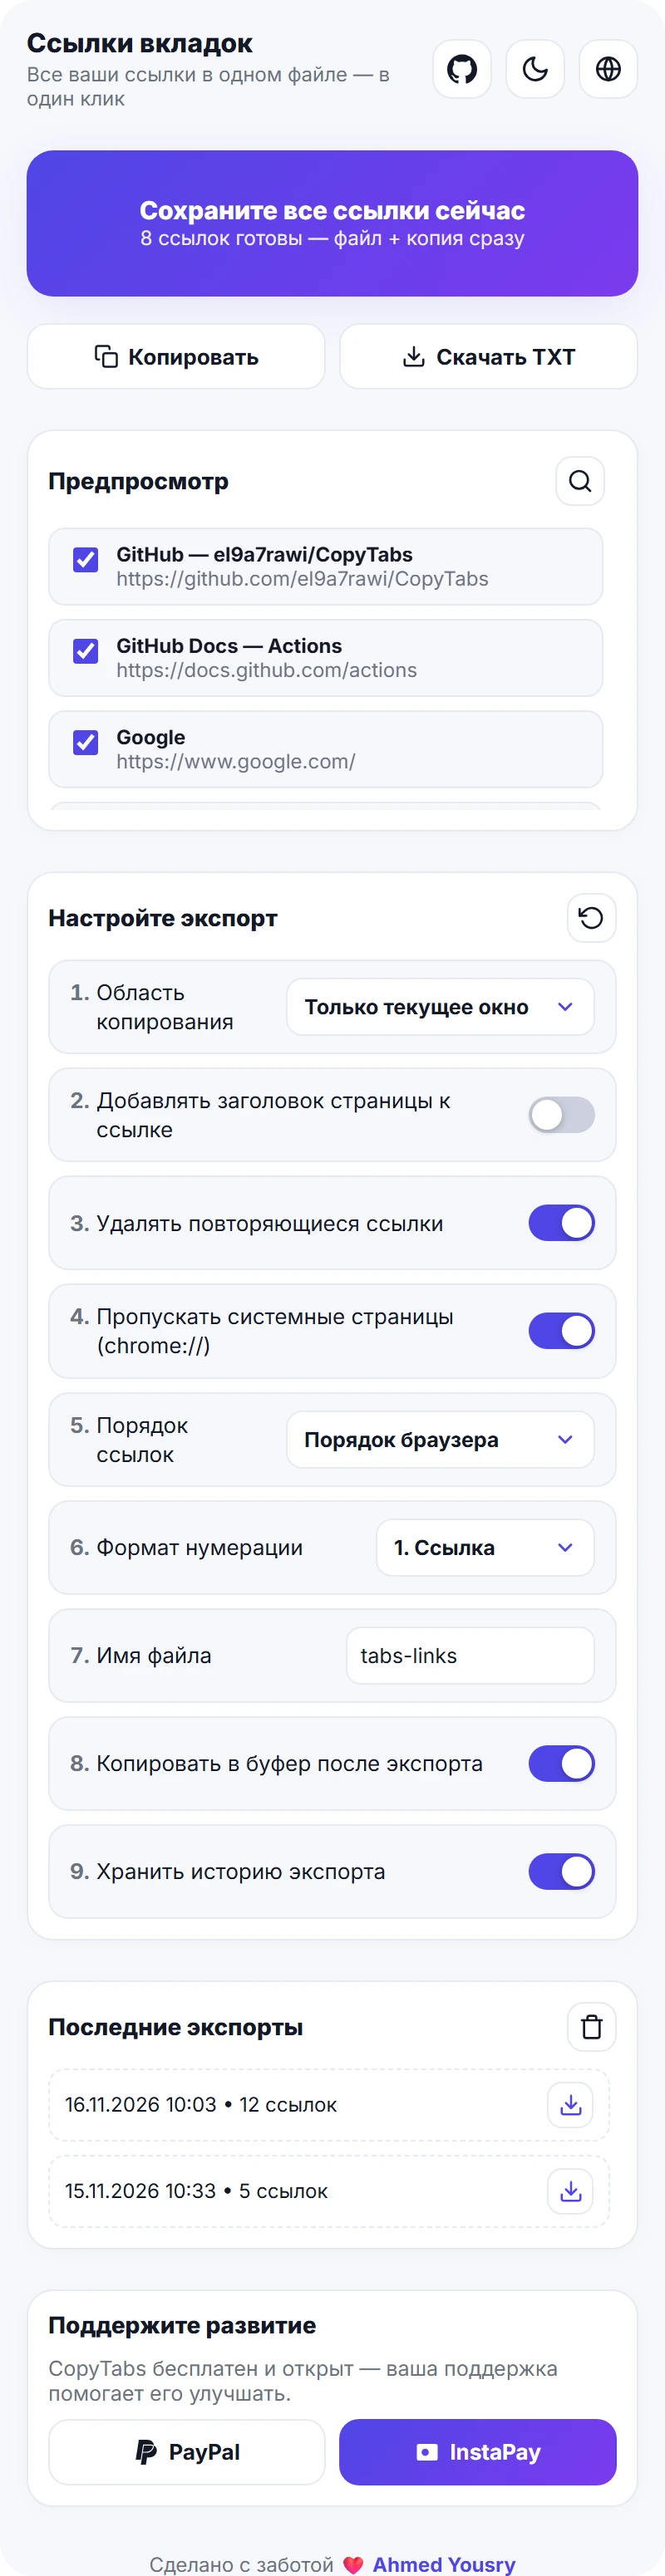 Ссылки вкладок
Все ваши ссылки в одном файле — в
один клик
Сохраните все ссылки сейчас
8 ссылок готовы — файл + копия сразу
Копировать
Скачать TXT
Предпросмотр
GitHub — el9a7rawi/CopyTabs
https://github.com/el9a7rawi/CopyTabs
GitHub Docs — Actions
https://docs.github.com/actions
Google
https://www.google.com/
Настройте экспорт
1. Область
копирования
Только текущее окно
2. Добавлять заголовок страницы к
ссылке
3. Удалять повторяющиеся ссылки
4. Пропускать системные страницы
(chrome://)
5. Порядок
ссылок
Порядок браузера
6. Формат нумерации
1. Ссылка
7. Имя файла
tabs-links
8. Копировать в буфер после экспорта
9. Хранить историю экспорта
Последние экспорты
16.11.2026 10:03 • 12 ссылок
15.11.2026 10:33 • 5 ссылок
Поддержите развитие
CopyTabs бесплатен и открыт — ваша поддержка
помогает его улучшать.
PayPal
InstaPay
Сделано с заботой ❤️ Ahmed Yousry